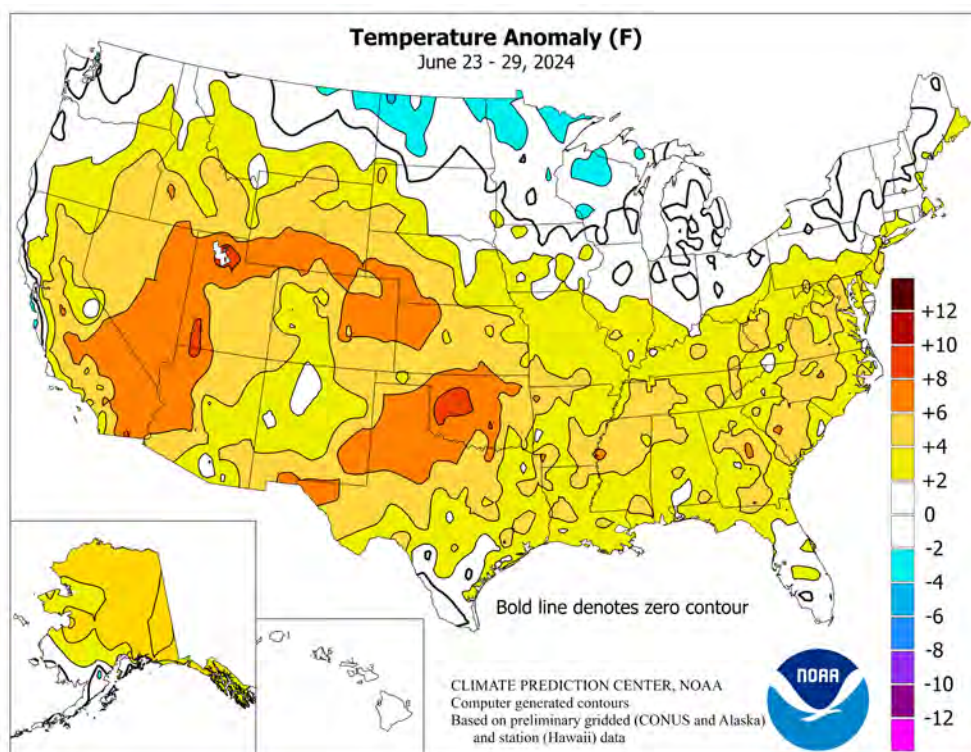 Temperature Anomaly (F)
June 23 - 29, 2024
+12
+10
+8
+6
+4
+2
0
-2
-4
-6
-8
-10
-12
Bold line denotes zero contour
CLIMATE PREDICTION CENTER, NOAA
Computer generated contours
Based on preliminary gridded (CONUS and Alaska)
and station (Hawaii) data
NOAA